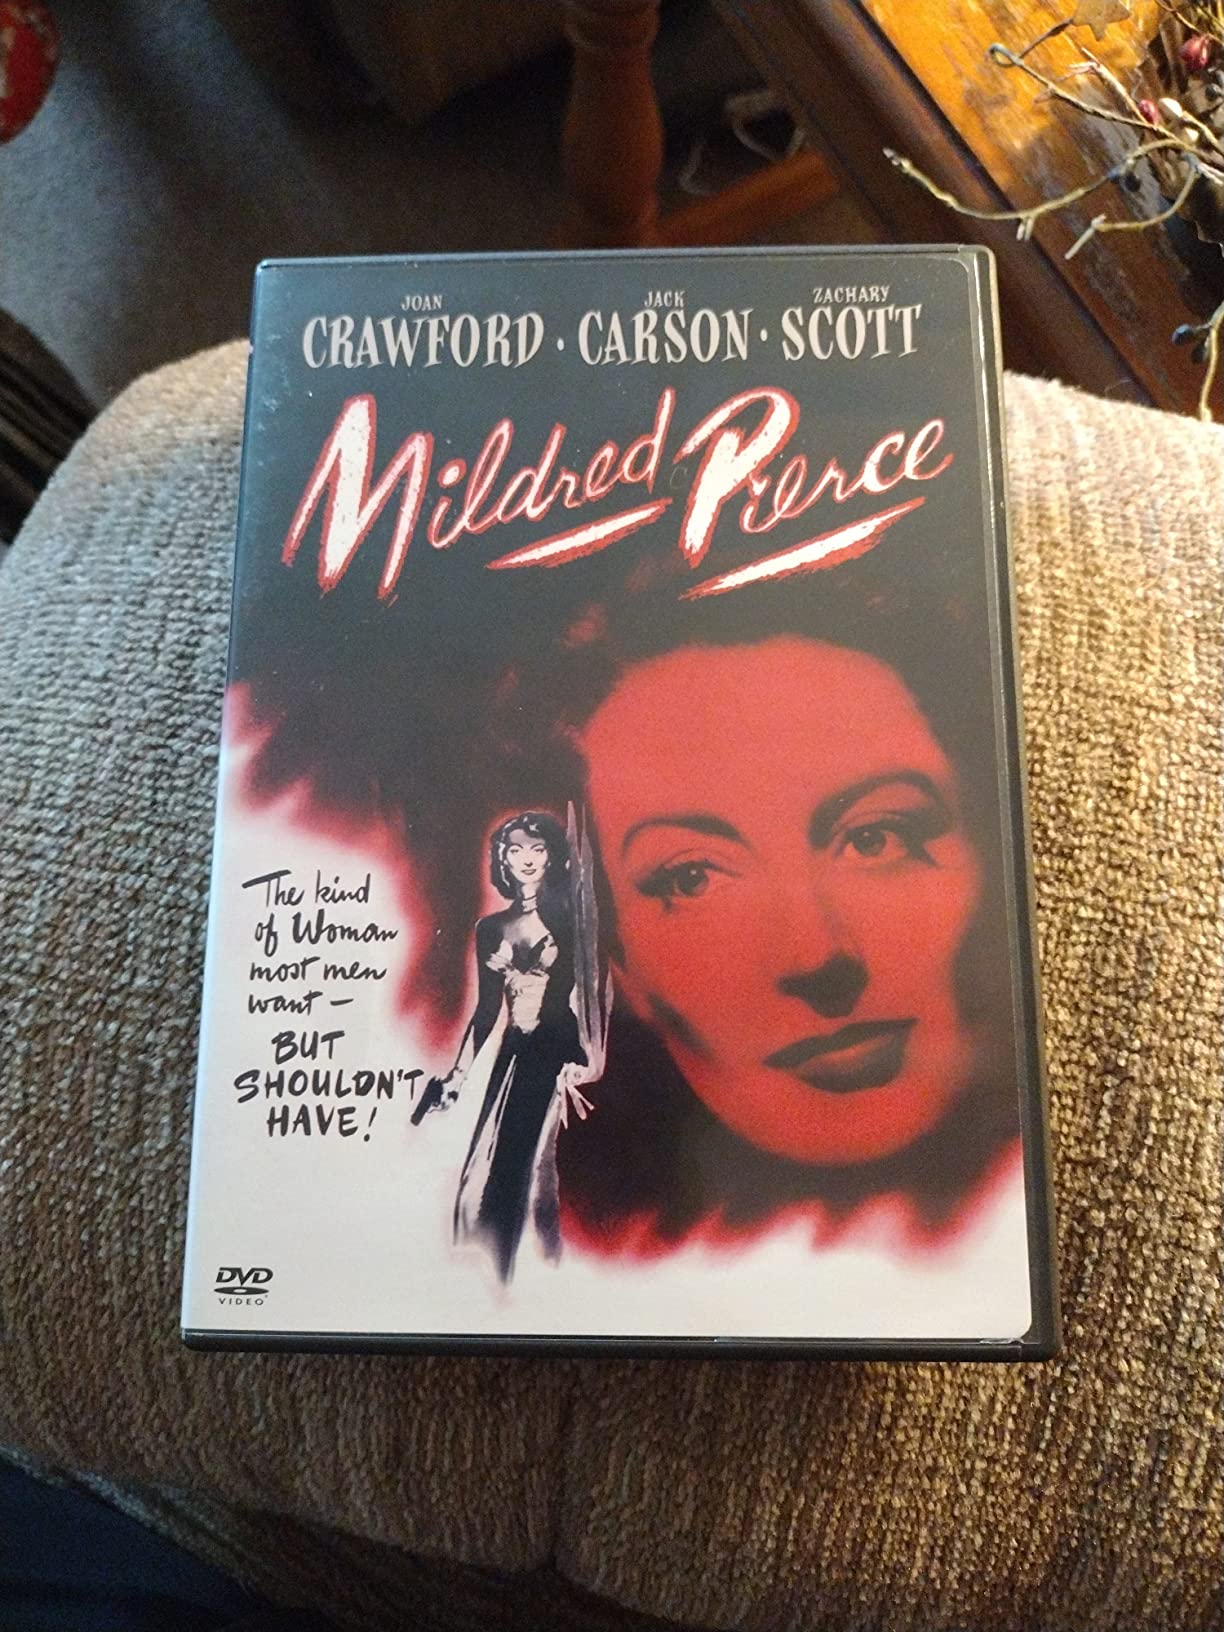 JOAN JACK ZACHARY
CRAWFORD · CARSON · SCOTT
Mildred Pierce
The kind
of Woman
most men
want —
BUT
SHOULDN'T
HAVE!
DVD
VIDEO